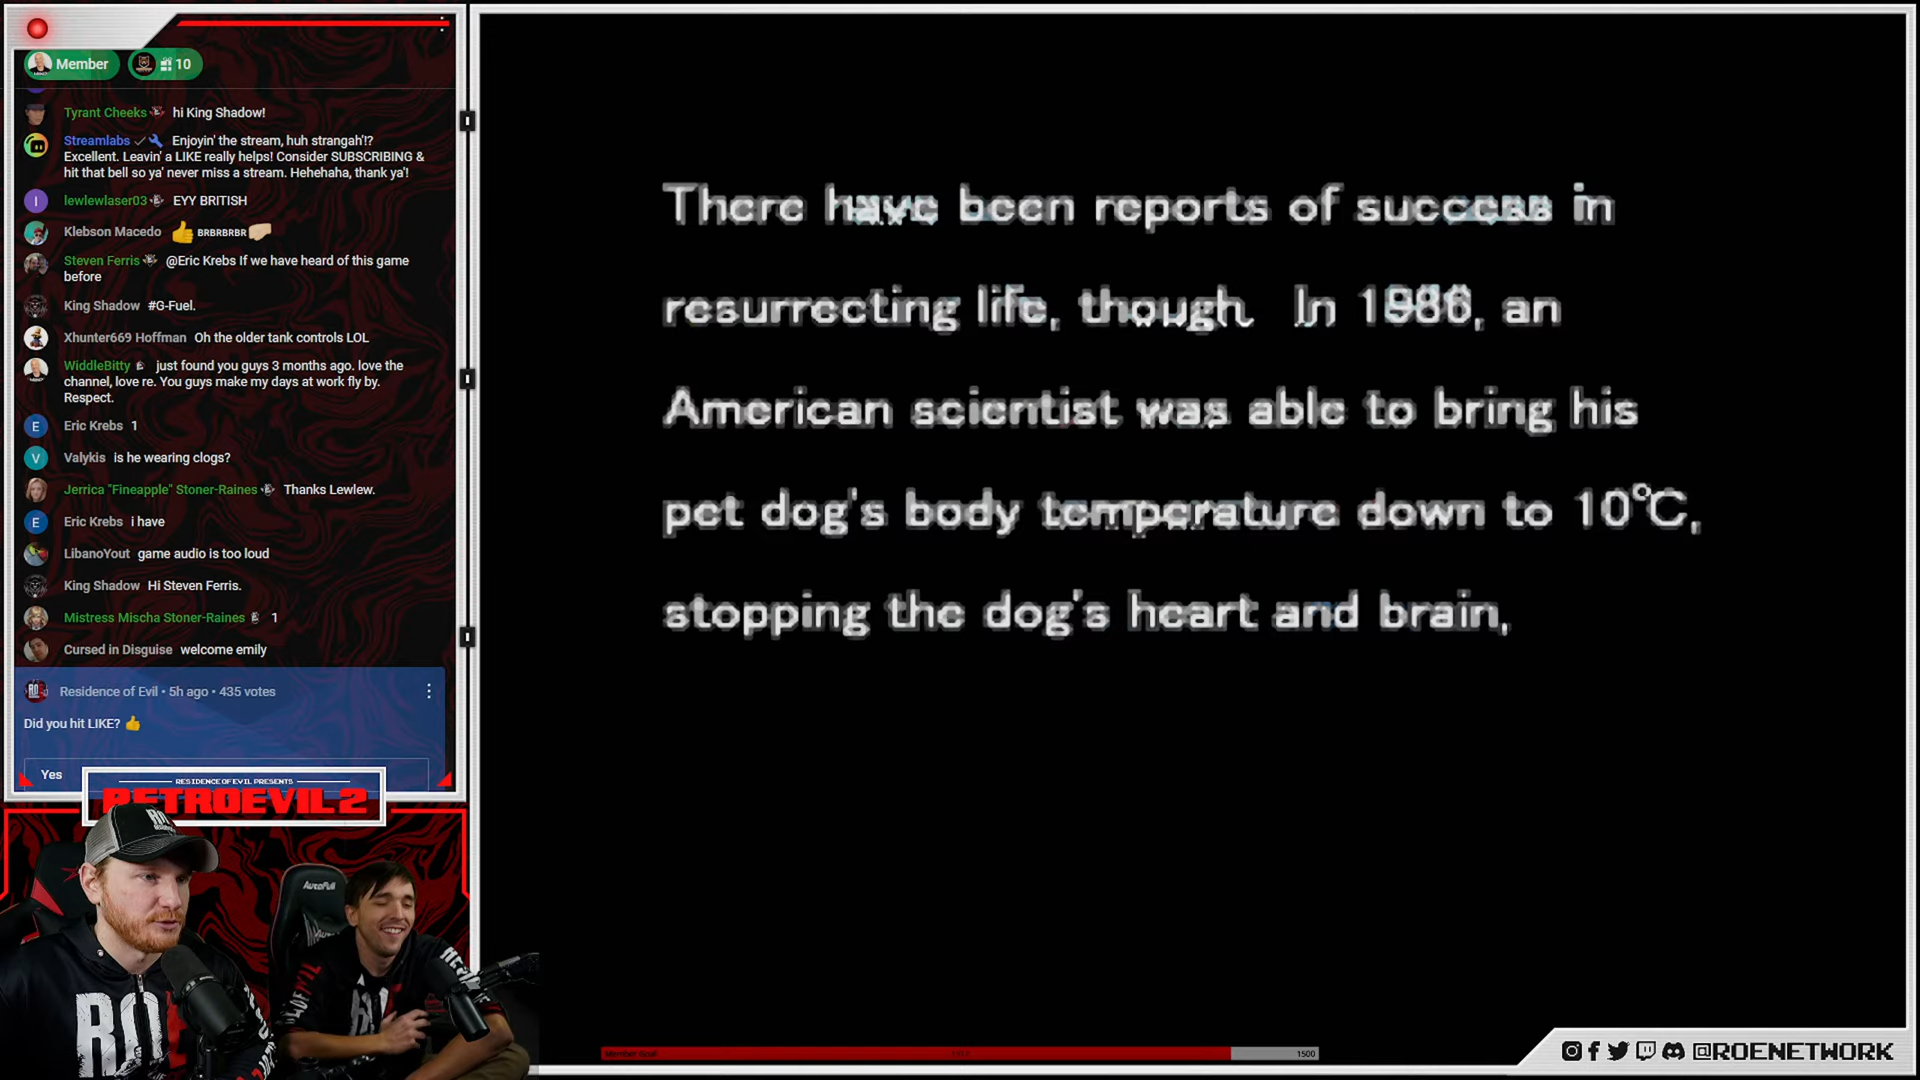 Member
10
Tyrant Cheeks hi King Shadow!
Streamlabs Enjoyin' the stream, huh strangah'!?
Excellent. Leavin' a LIKE really helps! Consider SUBSCRIBING &
hit that bell so ya' never miss a stream. Hehehaha, thank ya'!
lewlewlaser03 EYY BRITISH
Klebson Macedo 👍 BRBRBRBR 🤛🏼
Steven Ferris @Eric Krebs If we have heard of this game
before
King Shadow #G-Fuel.
Xhunter669 Hoffman Oh the older tank controls LOL
WiddleBitty just found you guys 3 months ago. love the
channel, love re. You guys make my days at work fly by.
Respect.
E Eric Krebs 1
V Valykis is he wearing clogs?
Jerrica "Fineapple" Stoner-Raines Thanks Lewlew.
E Eric Krebs i have
LibanoYout game audio is too loud
King Shadow Hi Steven Ferris.
Mistress Mischa Stoner-Raines 1
Cursed in Disguise welcome emily
Residence of Evil • 5h ago • 435 votes
Did you hit LIKE? 👍
Yes
RESIDENCE OF EVIL PRESENTS
RETROEVIL 2
There have been reports of success in
resurrecting life, though. In 1986, an
American scientist was able to bring his
pet dog's body temperature down to 10℃,
stopping the dog's heart and brain,
AutoFull
Member Goal
1500
@ROENETWORK